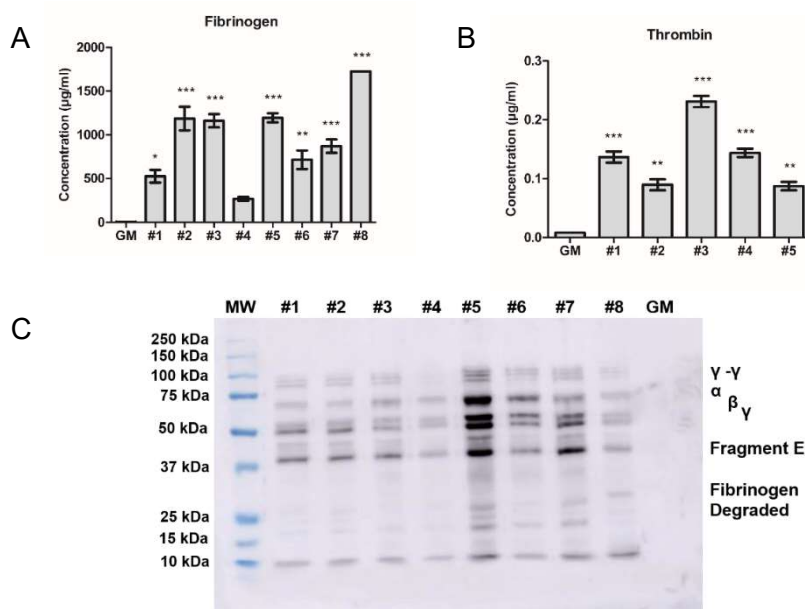 A
Fibrinogen
Concentration (µg/ml)
2000
1500
1000
500
0
*
***
***
***
**
***
***
GM #1 #2 #3 #4 #5 #6 #7 #8
B
Thrombin
Concentration (µg/ml)
0.3
0.2
0.1
0.0
***
**
***
***
**
GM #1 #2 #3 #4 #5
C
MW #1 #2 #3 #4 #5 #6 #7 #8 GM
250 kDa
150 kDa
100 kDa
75 kDa
50 kDa
37 kDa
25 kDa
15 kDa
10 kDa
γ -γ
α β γ
Fragment E
Fibrinogen
Degraded